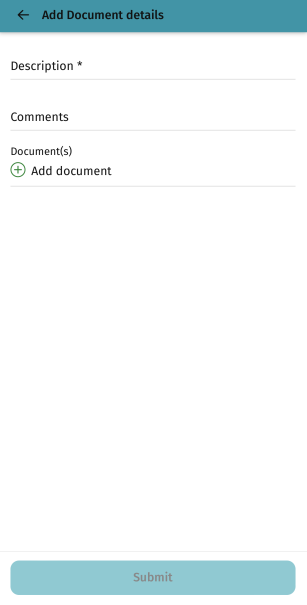 Add Document details
Description *
Comments
Document(s)
Add document
Submit